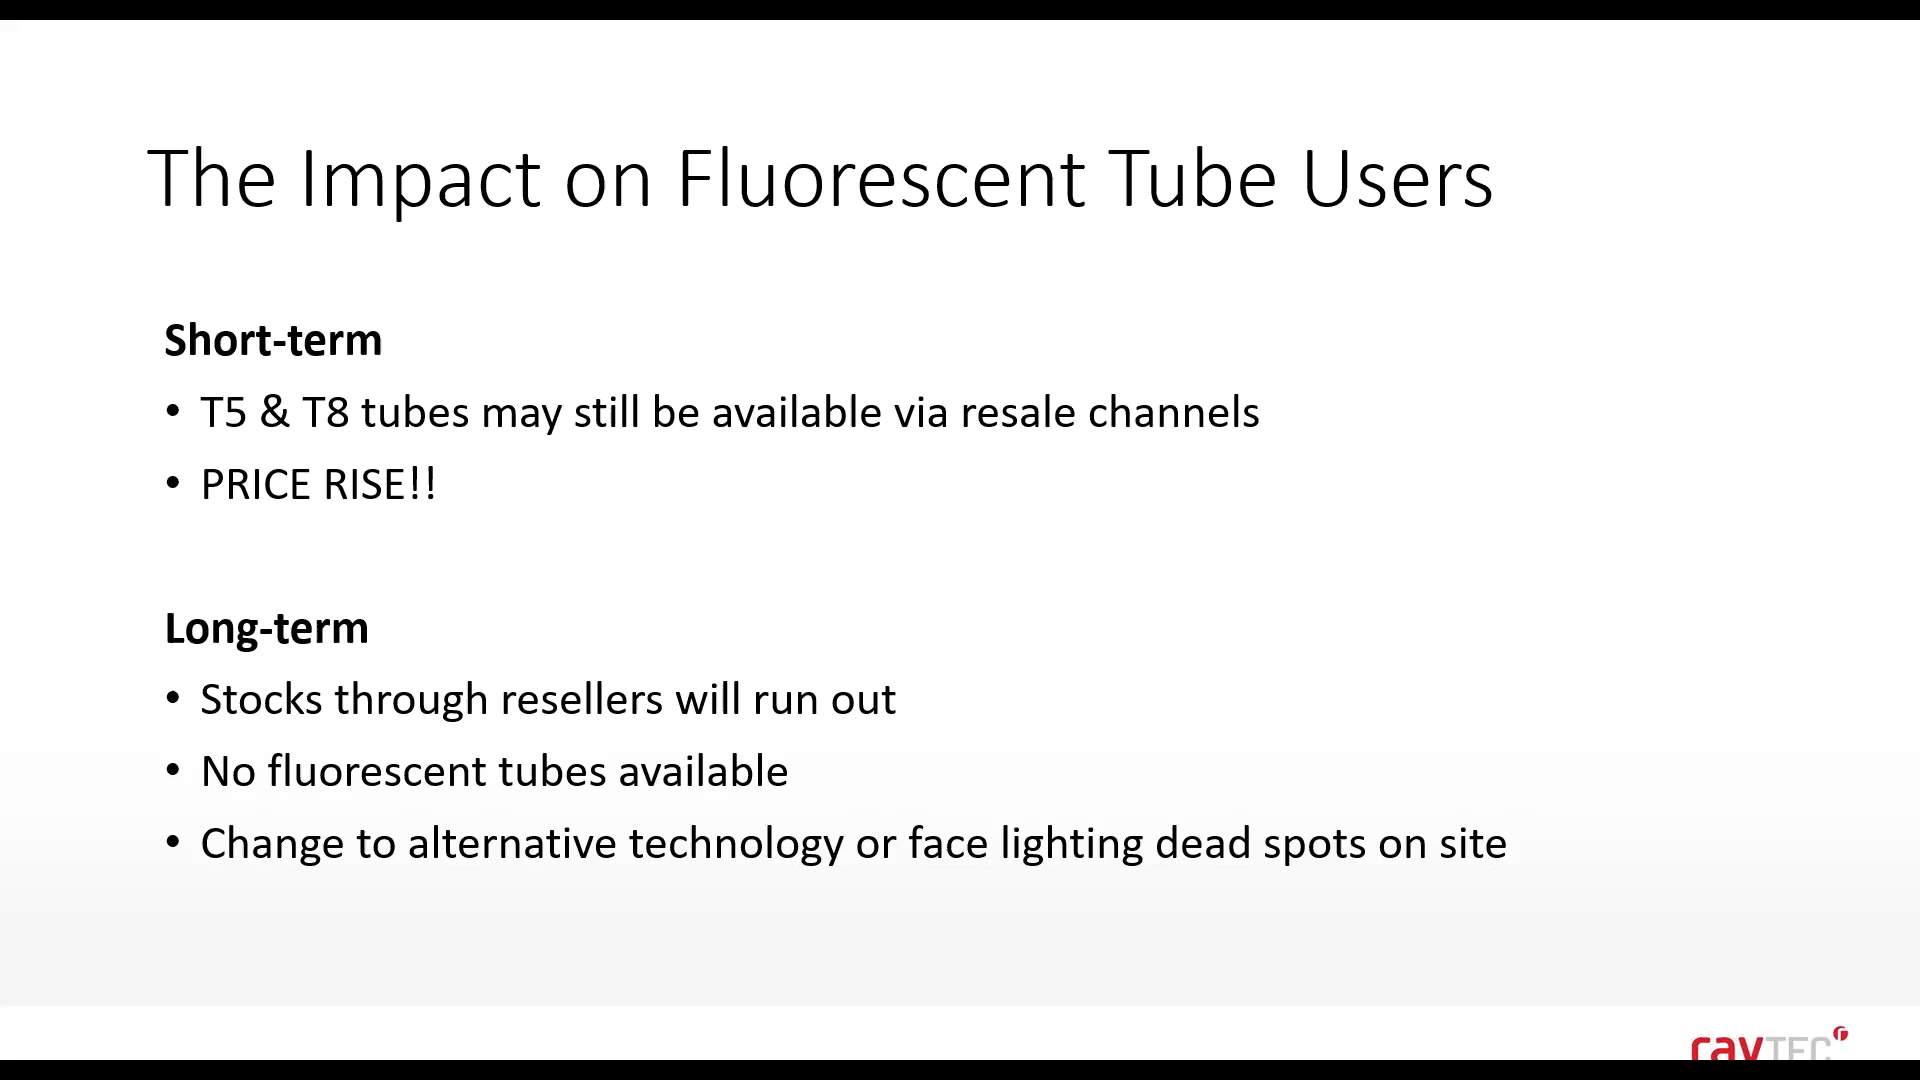 The Impact on Fluorescent Tube Users
Short-term
• T5 & T8 tubes may still be available via resale channels
• PRICE RISE!!
Long-term
• Stocks through resellers will run out
• No fluorescent tubes available
• Change to alternative technology or face lighting dead spots on site